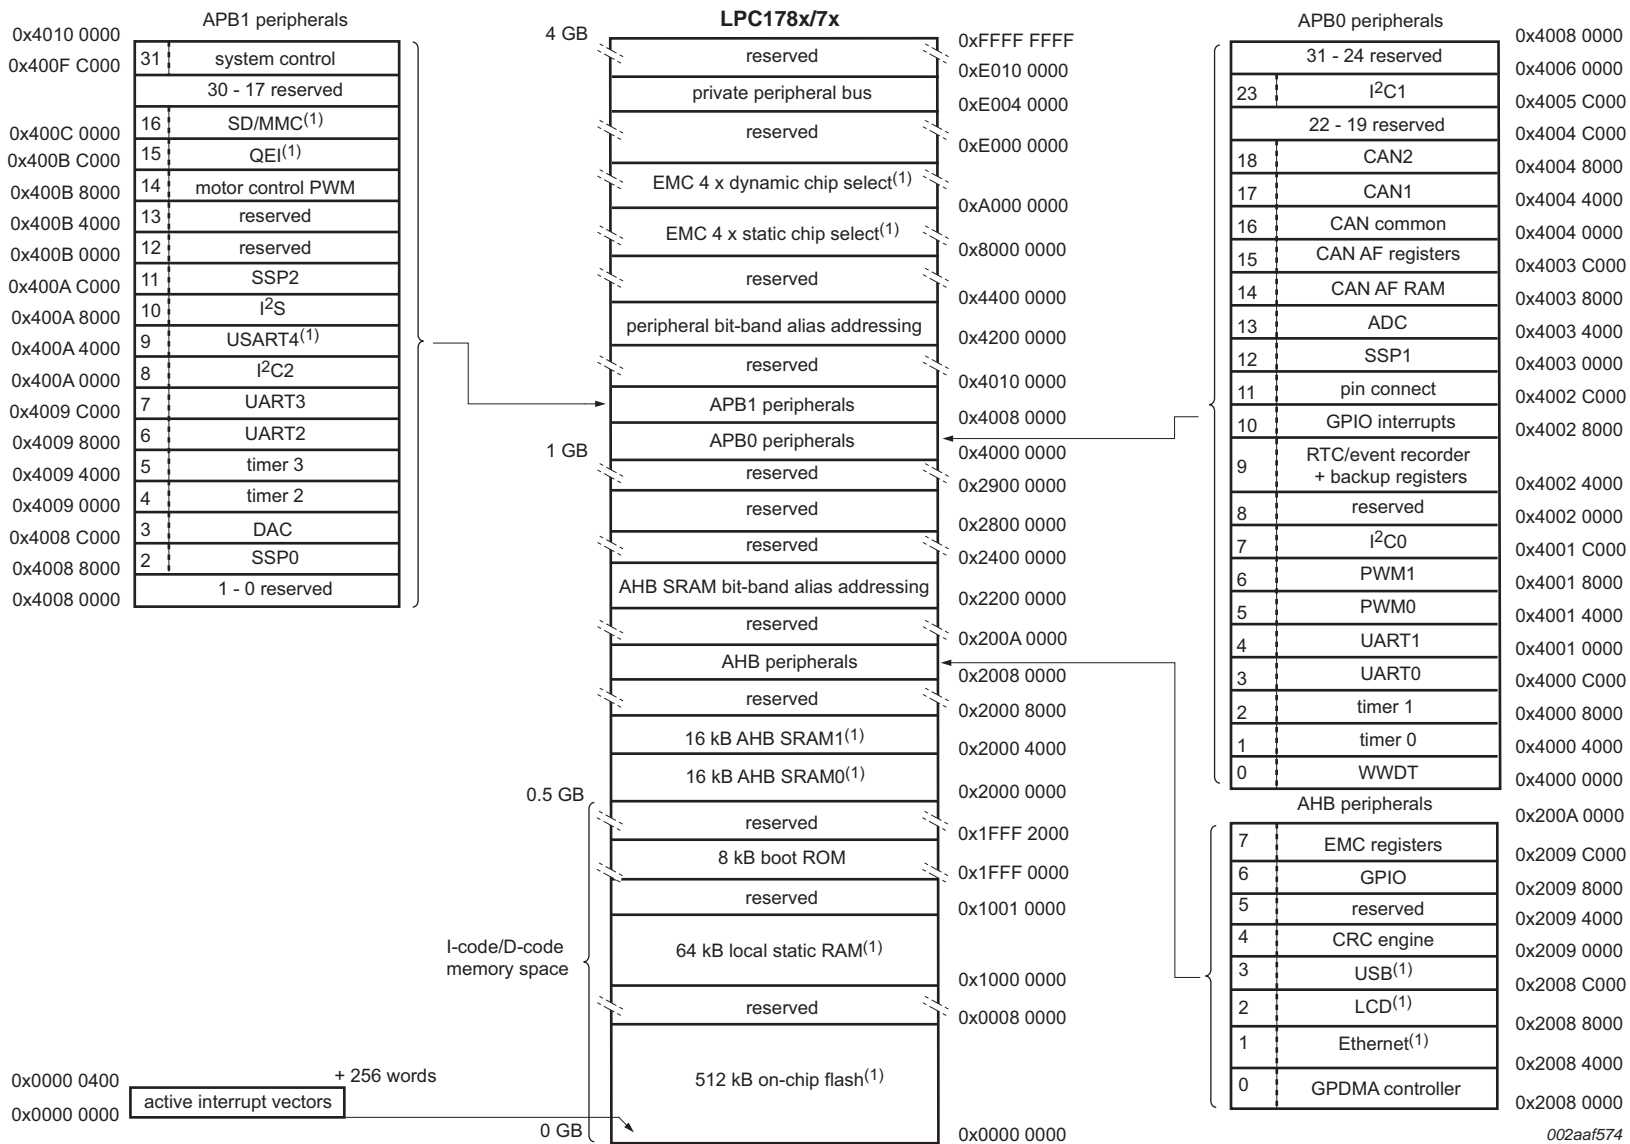 APB1 peripherals
0x4010 0000
31 system control
0x400F C000
30 - 17 reserved
16 SD/MMC(1)
0x400C 0000
15 QEI(1)
0x400B C000
14 motor control PWM
0x400B 8000
13 reserved
0x400B 4000
12 reserved
0x400B 0000
11 SSP2
0x400A C000
10 I2S
0x400A 8000
9 USART4(1)
0x400A 4000
8 I2C2
0x400A 0000
7 UART3
0x4009 C000
6 UART2
0x4009 8000
5 timer 3
0x4009 4000
4 timer 2
0x4009 0000
3 DAC
0x4008 C000
2 SSP0
0x4008 8000
1 - 0 reserved
0x4008 0000
LPC178x/7x
4 GB
0xFFFF FFFF
reserved
0xE010 0000
private peripheral bus
0xE004 0000
reserved
0xE000 0000
EMC 4 x dynamic chip select(1)
0xA000 0000
EMC 4 x static chip select(1)
0x8000 0000
reserved
0x4400 0000
peripheral bit-band alias addressing
0x4200 0000
reserved
0x4010 0000
APB1 peripherals
0x4008 0000
APB0 peripherals
1 GB
0x4000 0000
reserved
0x2900 0000
reserved
0x2800 0000
reserved
0x2400 0000
AHB SRAM bit-band alias addressing
0x2200 0000
reserved
0x200A 0000
AHB peripherals
0x2008 0000
reserved
0x2000 8000
16 kB AHB SRAM1(1)
0x2000 4000
16 kB AHB SRAM0(1)
0.5 GB
0x2000 0000
reserved
0x1FFF 2000
8 kB boot ROM
0x1FFF 0000
reserved
0x1001 0000
I-code/D-code
memory space
64 kB local static RAM(1)
0x1000 0000
reserved
0x0008 0000
512 kB on-chip flash(1)
0 GB
0x0000 0000
0x0000 0400
+ 256 words
active interrupt vectors
0x0000 0000
APB0 peripherals
0x4008 0000
31 - 24 reserved
0x4006 0000
23 I2C1
0x4005 C000
22 - 19 reserved
0x4004 C000
18 CAN2
0x4004 8000
17 CAN1
0x4004 4000
16 CAN common
0x4004 0000
15 CAN AF registers
0x4003 C000
14 CAN AF RAM
0x4003 8000
13 ADC
0x4003 4000
12 SSP1
0x4003 0000
11 pin connect
0x4002 C000
10 GPIO interrupts
0x4002 8000
9 RTC/event recorder
+ backup registers
0x4002 4000
8 reserved
0x4002 0000
7 I2C0
0x4001 C000
6 PWM1
0x4001 8000
5 PWM0
0x4001 4000
4 UART1
0x4001 0000
3 UART0
0x4000 C000
2 timer 1
0x4000 8000
1 timer 0
0x4000 4000
0 WWDT
0x4000 0000
AHB peripherals
0x200A 0000
7 EMC registers
0x2009 C000
6 GPIO
0x2009 8000
5 reserved
0x2009 4000
4 CRC engine
0x2009 0000
3 USB(1)
0x2008 C000
2 LCD(1)
0x2008 8000
1 Ethernet(1)
0x2008 4000
0 GPDMA controller
0x2008 0000
002aaf574